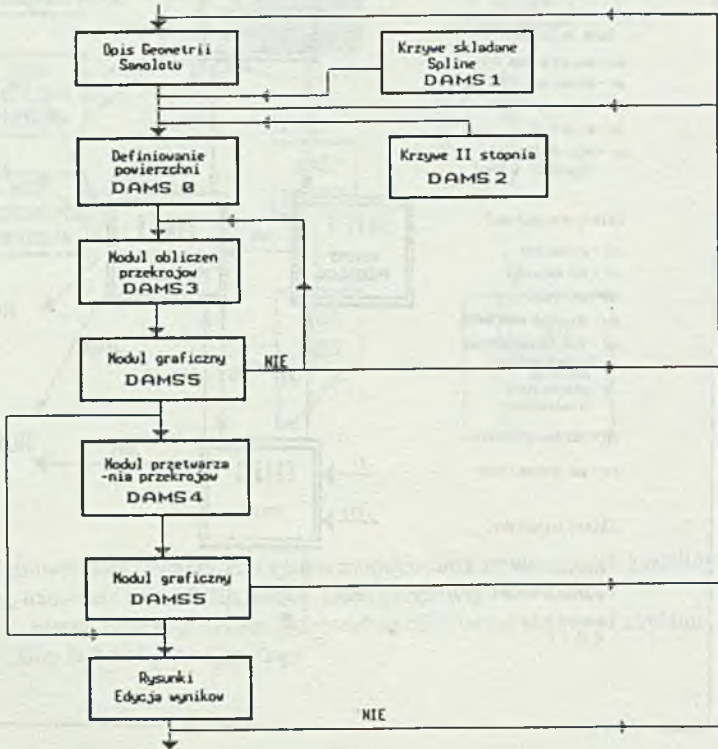 Opis Geometrii
Samolotu
Krzywe składane
Spline
DAMS 1
Definiowanie
powierzchni
DAMS 0
Krzywe II stopnia
DAMS 2
Modul obliczen
przekrojow
DAMS3
Modul graficzny
DAMS5
NIE
Modul przetwarza
-nia przekrojow
DAMS4
Modul graficzny
DAMS5
Rysunki
Edycja wynikow
NIE